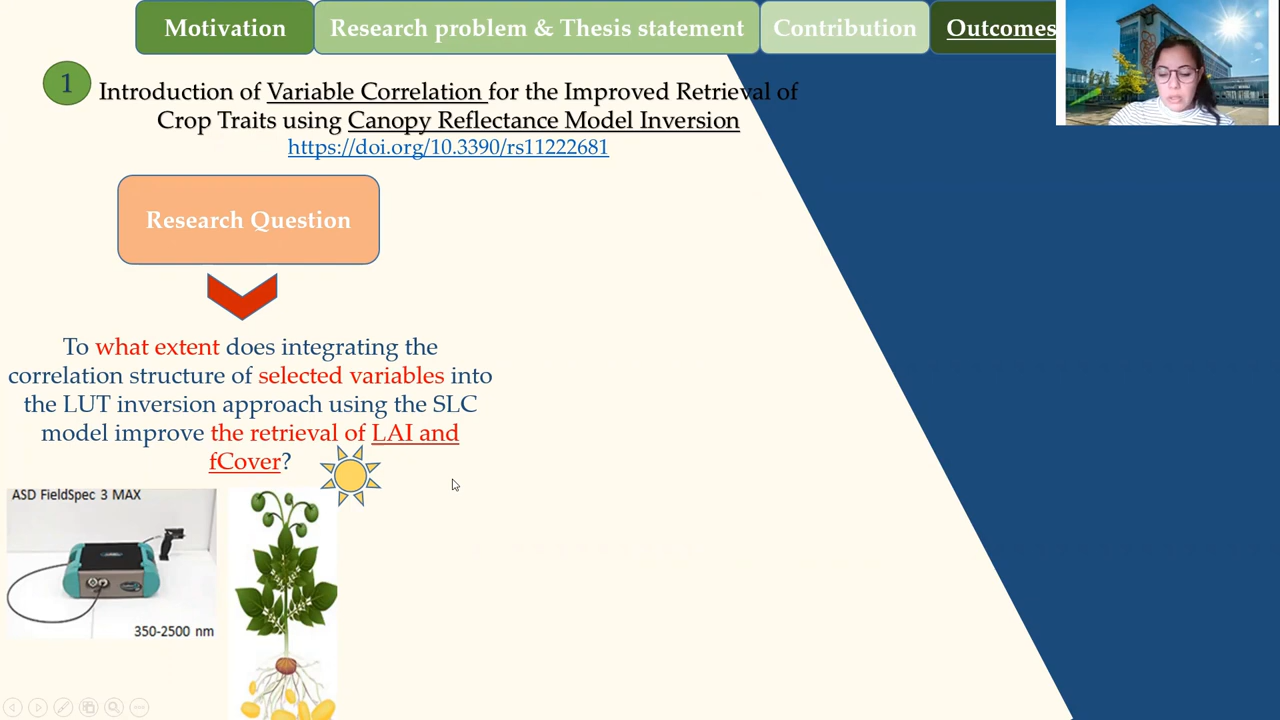 Motivation
Research problem & Thesis statement
Contribution
Outcomes
1
Introduction of Variable Correlation for the Improved Retrieval of
Crop Traits using Canopy Reflectance Model Inversion
https://doi.org/10.3390/rs11222681
Research Question
To what extent does integrating the
correlation structure of selected variables into
the LUT inversion approach using the SLC
model improve the retrieval of LAI and
fCover?
ASD FieldSpec 3 MAX
350-2500 nm